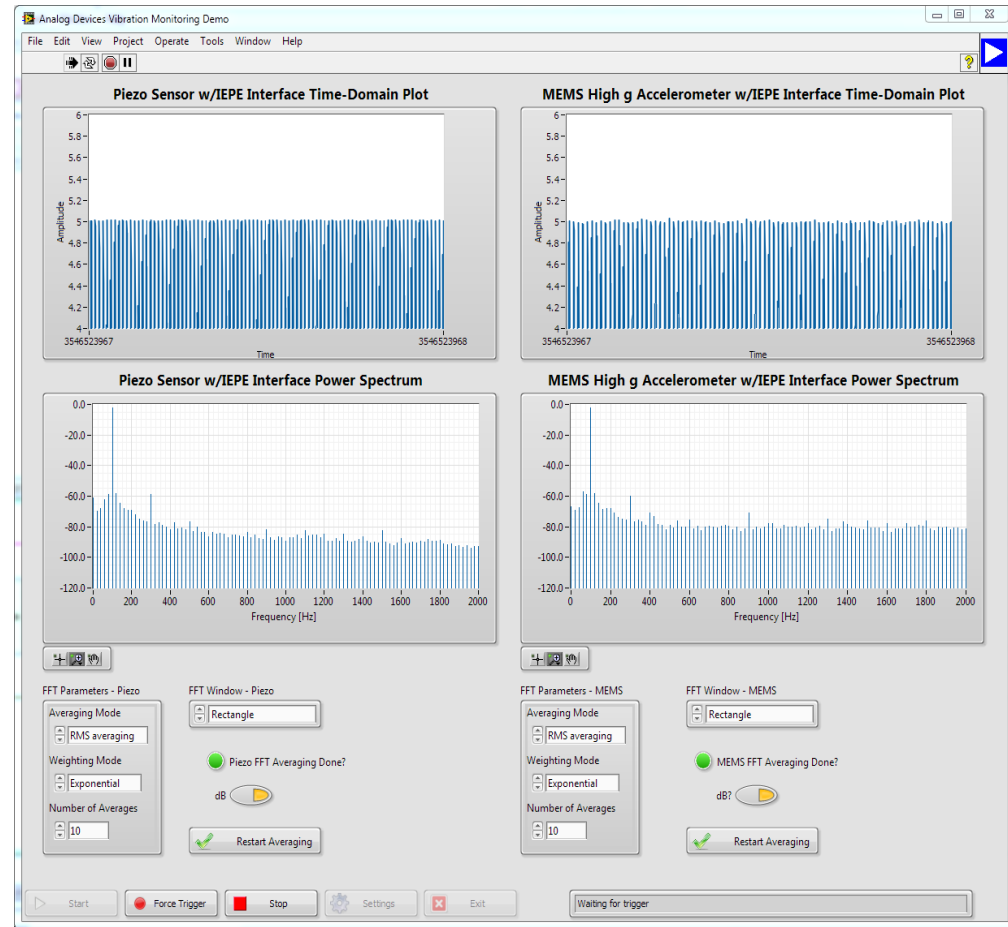 Analog Devices Vibration Monitoring Demo
File Edit View Project Operate Tools Window Help
Piezo Sensor w/IEPE Interface Time-Domain Plot
6
5.8
5.6
5.4
5.2
5
4.8
4.6
4.4
4.2
4
Amplitude
3546523967 3546523968
Time
MEMS High g Accelerometer w/IEPE Interface Time-Domain Plot
6
5.8
5.6
5.4
5.2
5
4.8
4.6
4.4
4.2
4
Amplitude
3546523967 3546523968
Time
Piezo Sensor w/IEPE Interface Power Spectrum
0.0
-20.0
-40.0
-60.0
-80.0
-100.0
-120.0
0 200 400 600 800 1000 1200 1400 1600 1800 2000
Frequency [Hz]
MEMS High g Accelerometer w/IEPE Interface Power Spectrum
0.0
-20.0
-40.0
-60.0
-80.0
-100.0
-120.0
0 200 400 600 800 1000 1200 1400 1600 1800 2000
Frequency [Hz]
FFT Parameters - Piezo
Averaging Mode
RMS averaging
Weighting Mode
Exponential
Number of Averages
10
FFT Window - Piezo
Rectangle
Piezo FFT Averaging Done?
dB
Restart Averaging
FFT Parameters - MEMS
Averaging Mode
RMS averaging
Weighting Mode
Exponential
Number of Averages
10
FFT Window - MEMS
Rectangle
MEMS FFT Averaging Done?
dB?
Restart Averaging
Start Force Trigger Stop Settings Exit Waiting for trigger